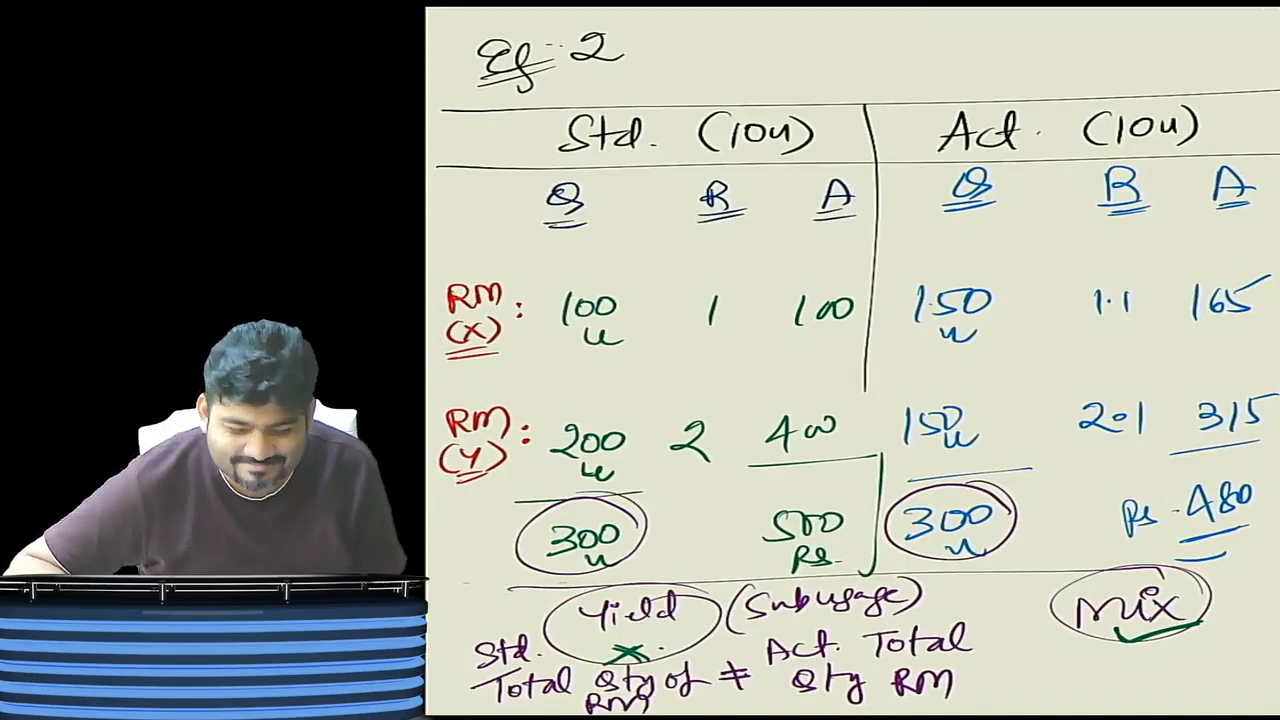 Eg: 2
Std. (10u) Act. (10u)
Q R A Q R A
RM (X): 100 u 1 100 150 u 1.1 165
RM (Y): 200 u 2 400 150 u 2.1 315
300 u 500 Rs. 300 u Rs. 480
Yield (Subusage) Mix
Std. Total Qty of RM ≠ Act. Total Qty RM